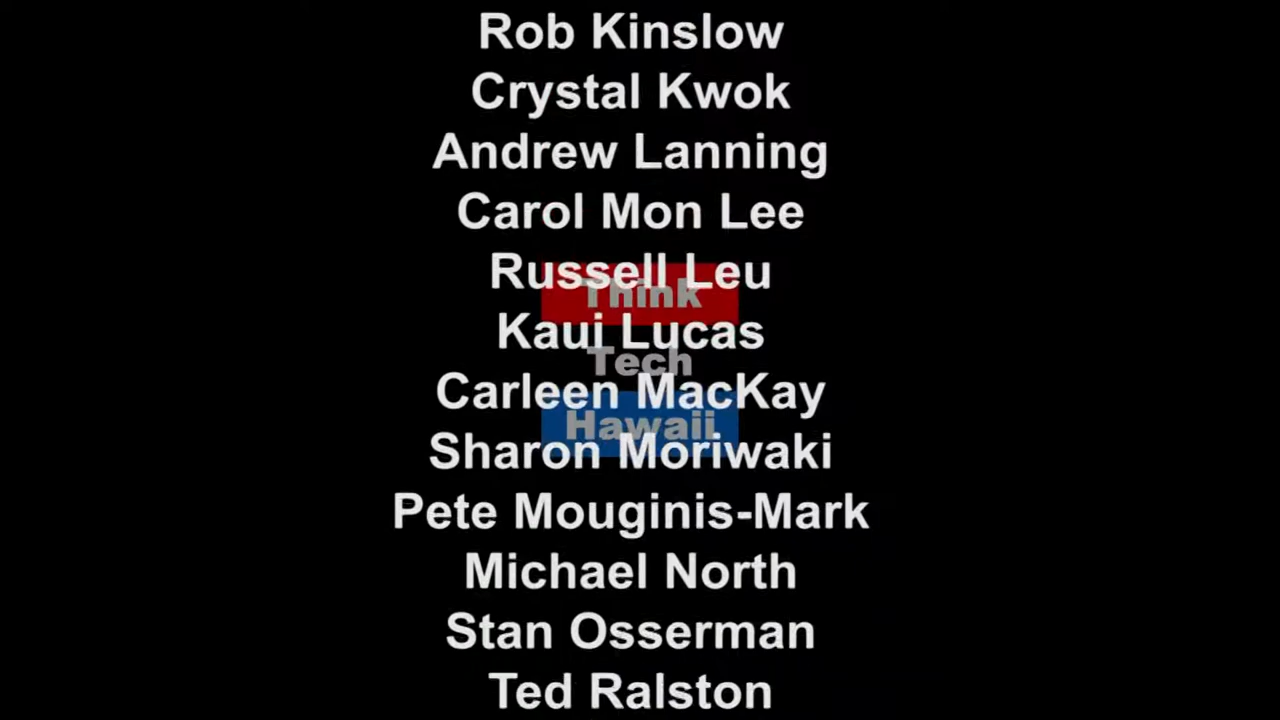 Rob Kinslow
Crystal Kwok
Andrew Lanning
Carol Mon Lee
Russell Leu
Think
Kaui Lucas
Tech
Carleen MacKay
Hawaii
Sharon Moriwaki
Pete Mouginis-Mark
Michael North
Stan Osserman
Ted Ralston